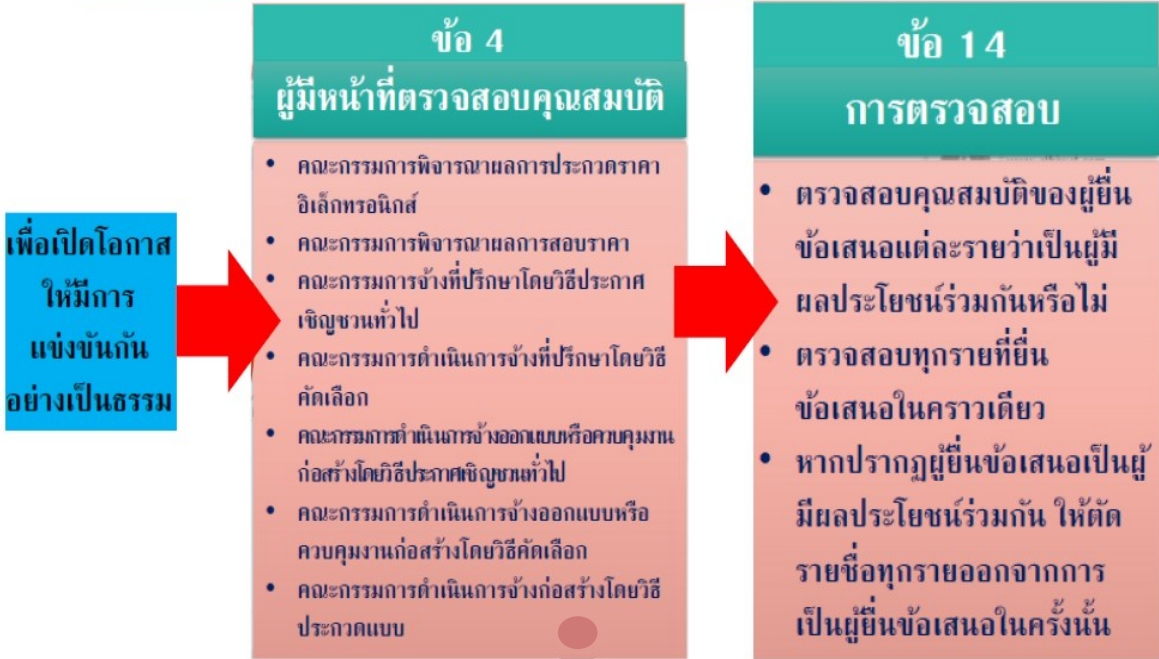 เพื่อเปิดโอกาส
ให้มีการ
แข่งขันกัน
อย่างเป็นธรรม
ข้อ 4
ผู้มีหน้าที่ตรวจสอบคุณสมบัติ
• คณะกรรมการพิจารณาผลการประกวดราคา
อิเล็กทรอนิกส์
• คณะกรรมการพิจารณาผลการสอบราคา
• คณะกรรมการจ้างที่ปรึกษาโดยวิธีประกาศ
เชิญชวนทั่วไป
• คณะกรรมการดำเนินการจ้างที่ปรึกษาโดยวิธี
คัดเลือก
• คณะกรรมการดำเนินการจ้างออกแบบหรือควบคุมงาน
ก่อสร้างโดยวิธีประกาศเชิญชวนทั่วไป
• คณะกรรมการดำเนินการจ้างออกแบบหรือ
ควบคุมงานก่อสร้างโดยวิธีคัดเลือก
• คณะกรรมการดำเนินการจ้างก่อสร้างโดยวิธี
ประกวดแบบ
ข้อ 14
การตรวจสอบ
• ตรวจสอบคุณสมบัติของผู้ยื่น
ข้อเสนอแต่ละรายว่าเป็นผู้มี
ผลประโยชน์ร่วมกันหรือไม่
• ตรวจสอบทุกรายที่ยื่น
ข้อเสนอในคราวเดียว
• หากปรากฏผู้ยื่นข้อเสนอเป็นผู้
มีผลประโยชน์ร่วมกัน ให้ตัด
รายชื่อทุกรายออกจากการ
เป็นผู้ยื่นข้อเสนอในครั้งนั้น